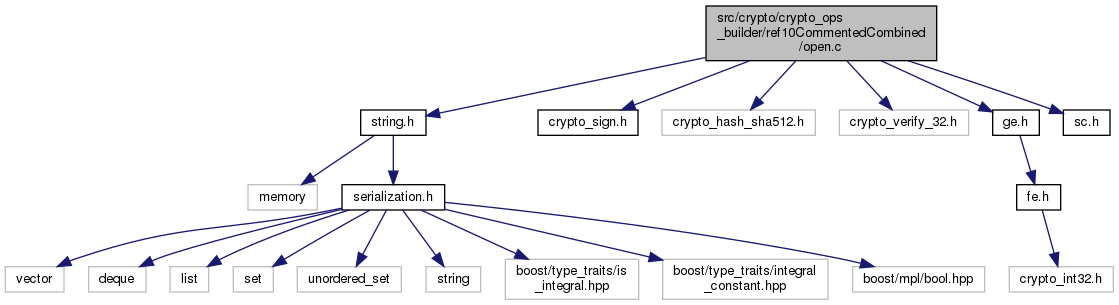 src/crypto/crypto_ops
_builder/ref10CommentedCombined
/open.c
string.h
crypto_sign.h
crypto_hash_sha512.h
crypto_verify_32.h
ge.h
sc.h
memory
serialization.h
fe.h
vector
deque
list
set
unordered_set
string
boost/type_traits/is
_integral.hpp
boost/type_traits/integral
_constant.hpp
boost/mpl/bool.hpp
crypto_int32.h